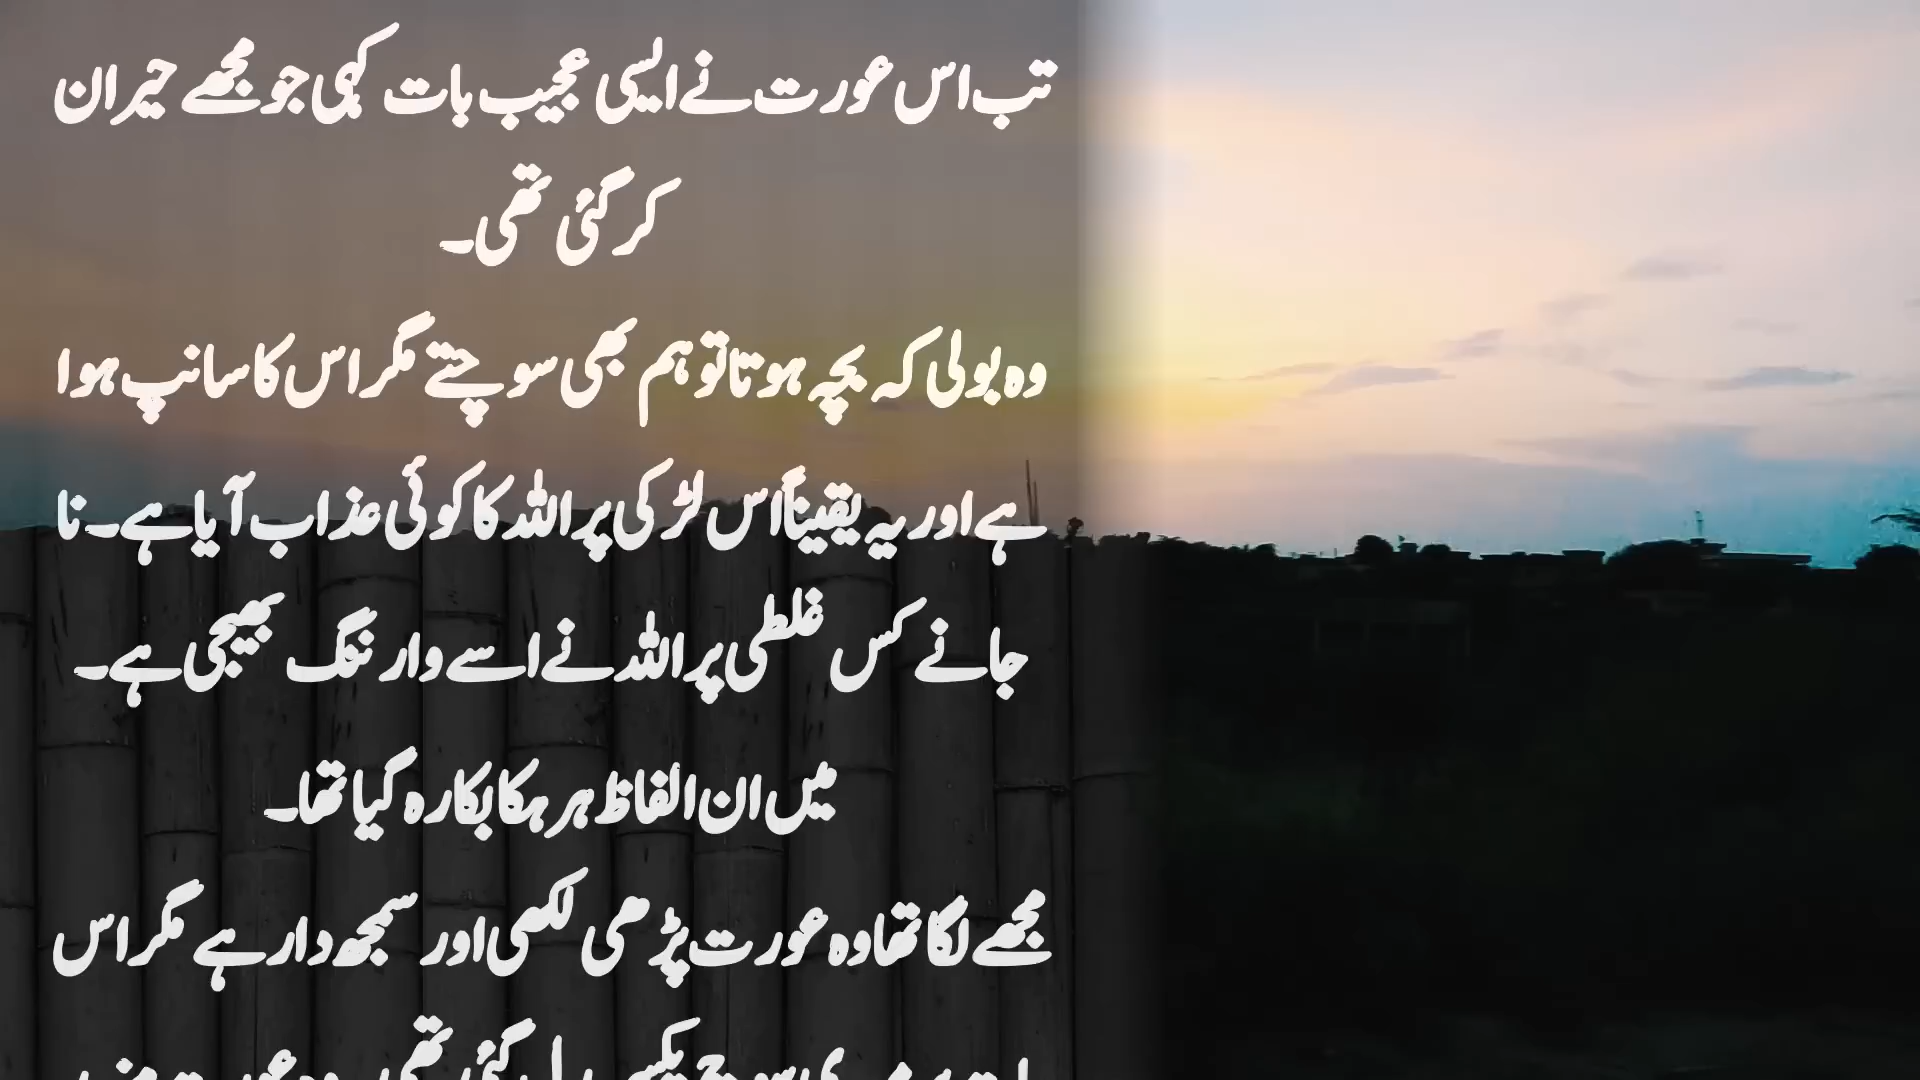 تب اس عورت نے ایسی عجیب بات کہی جو مجھے حیران
کر گئی تھی۔
وہ بولی کہ بچہ ہوتا تو ہم بھی سوچتے مگر اس کا سانپ ہوا
ہے اور یہ یقیناً اس لڑکی پر اللہ کا کوئی عذاب آیا ہے۔ نا
جانے کس غلطی پر اللہ نے اسے وارننگ بھیجی ہے۔
میں ان الفاظ ہر ہکا بکا رہ گیا تھا۔
مجھے لگا تھا وہ عورت پڑھی لکھی اور سمجھ دار ہے مگر اس